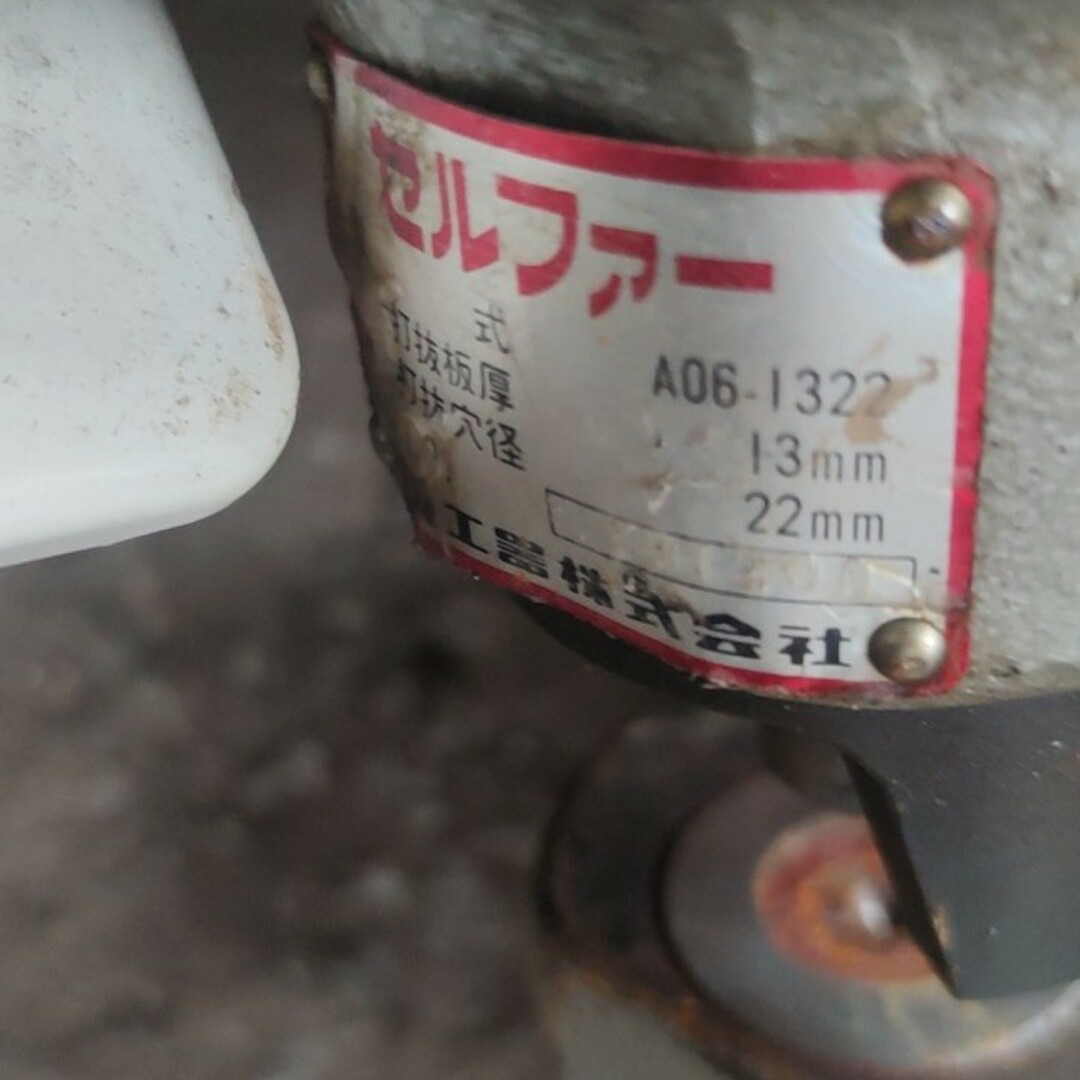 セルファー
式 A06-1322
打抜板厚 13mm
打抜穴径 22mm
工器株式会社